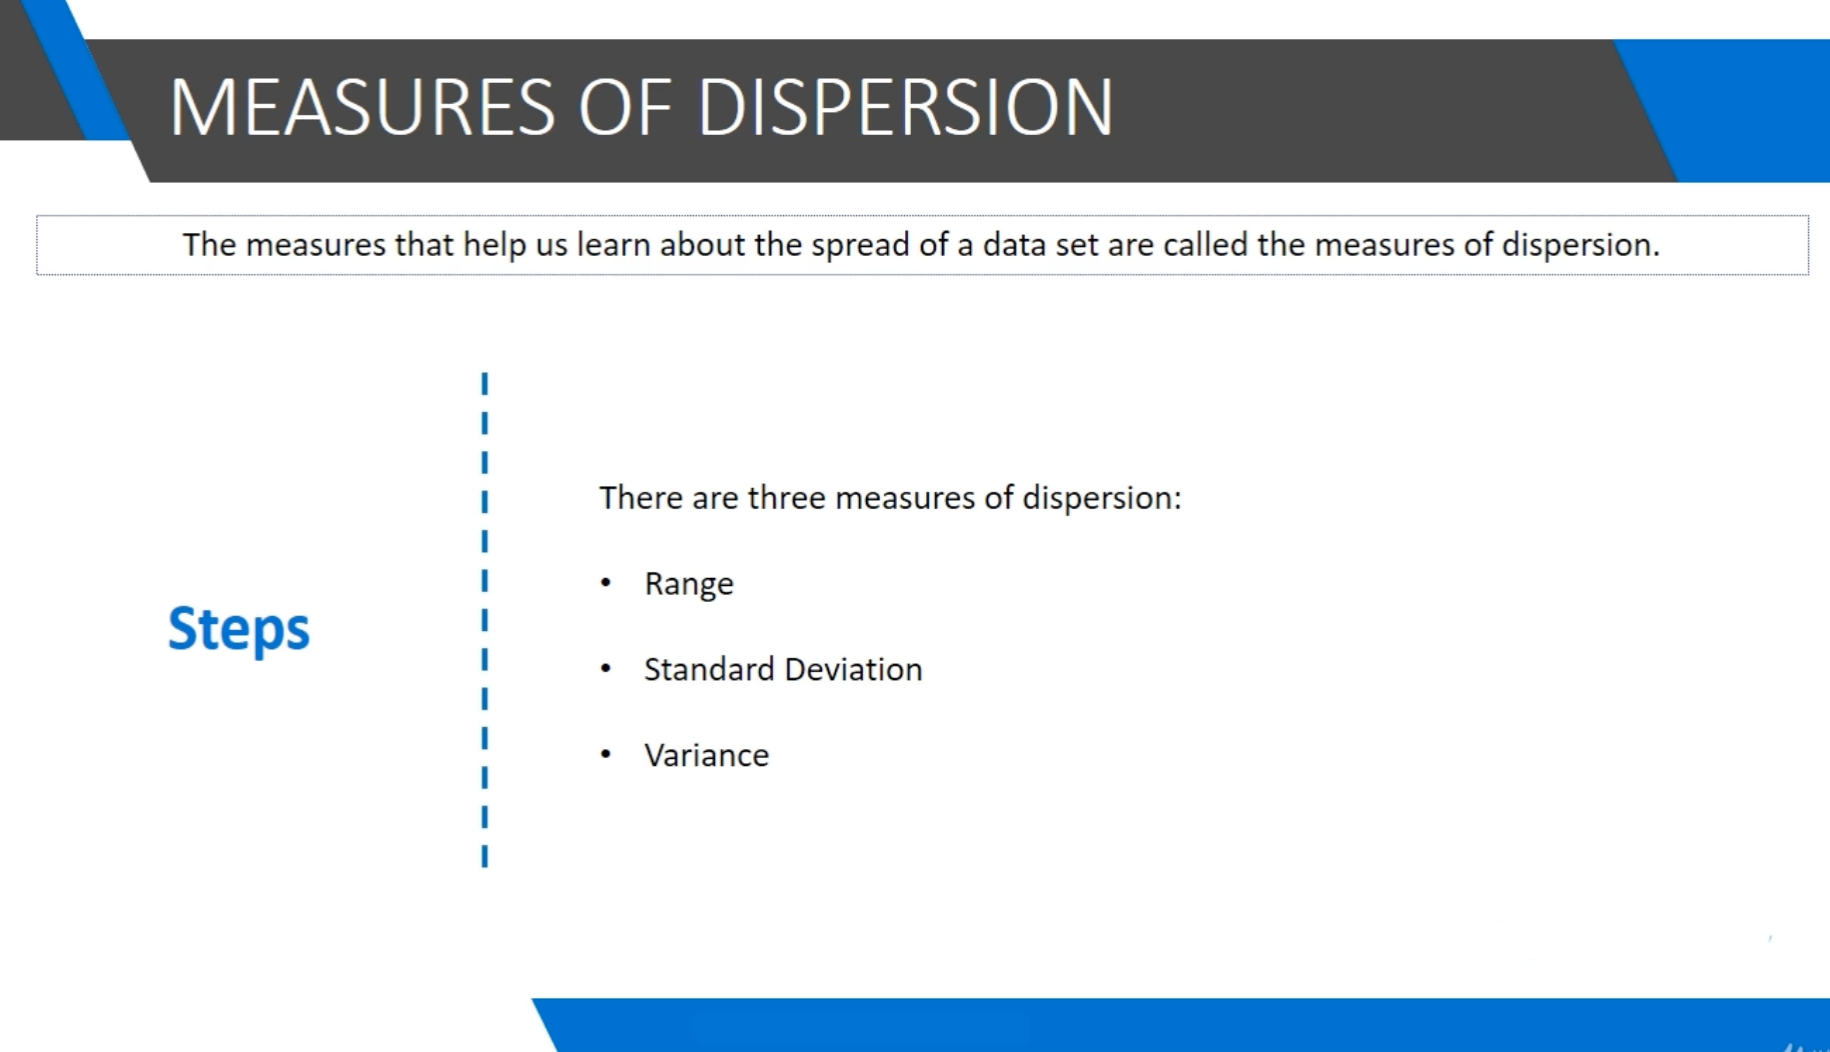 MEASURES OF DISPERSION
The measures that help us learn about the spread of a data set are called the measures of dispersion.
Steps
There are three measures of dispersion:
• Range
• Standard Deviation
• Variance